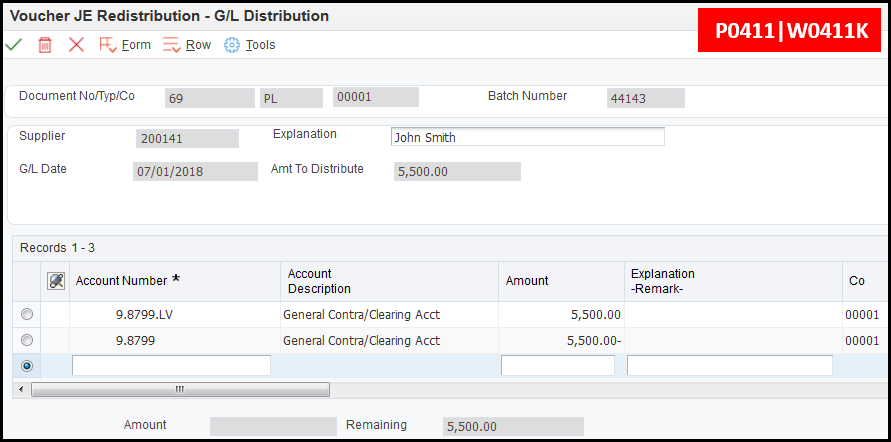 Voucher JE Redistribution - G/L Distribution
P0411|W0411K
Form Row Tools
Document No/Typ/Co 69 PL 00001 Batch Number 44143
Supplier 200141 Explanation John Smith
G/L Date 07/01/2018 Amt To Distribute 5,500.00
Records 1 - 3
Account Number * Account Description Amount Explanation -Remark- Co
9.8799.LV General Contra/Clearing Acct 5,500.00 00001
9.8799 General Contra/Clearing Acct 5,500.00- 00001
Amount Remaining 5,500.00